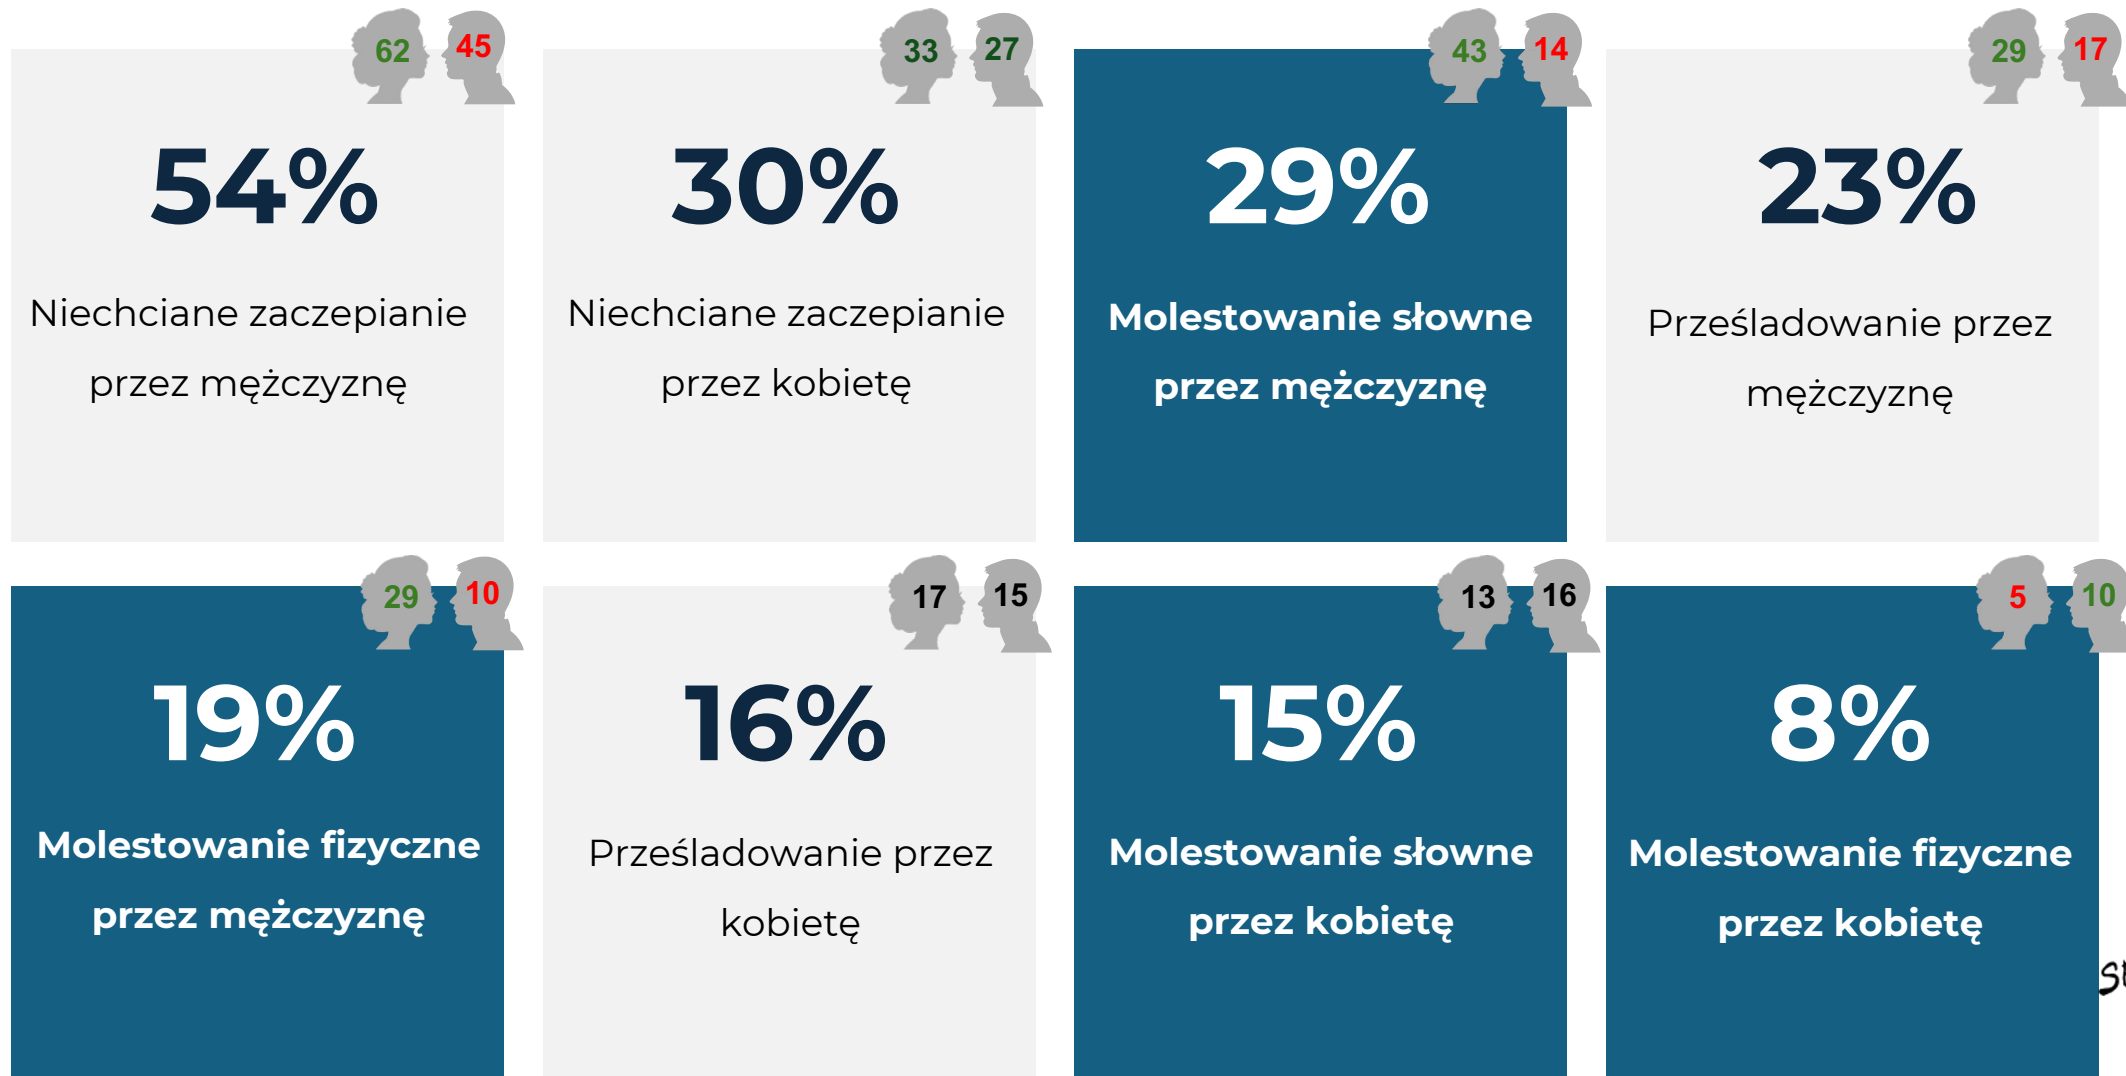 62 45
54%
Niechciane zaczepianie
przez mężczyznę
33 27
30%
Niechciane zaczepianie
przez kobietę
43 14
29%
Molestowanie słowne
przez mężczyznę
29 17
23%
Prześladowanie przez
mężczyznę
29 10
19%
Molestowanie fizyczne
przez mężczyznę
17 15
16%
Prześladowanie przez
kobietę
13 16
15%
Molestowanie słowne
przez kobietę
5 10
8%
Molestowanie fizyczne
przez kobietę